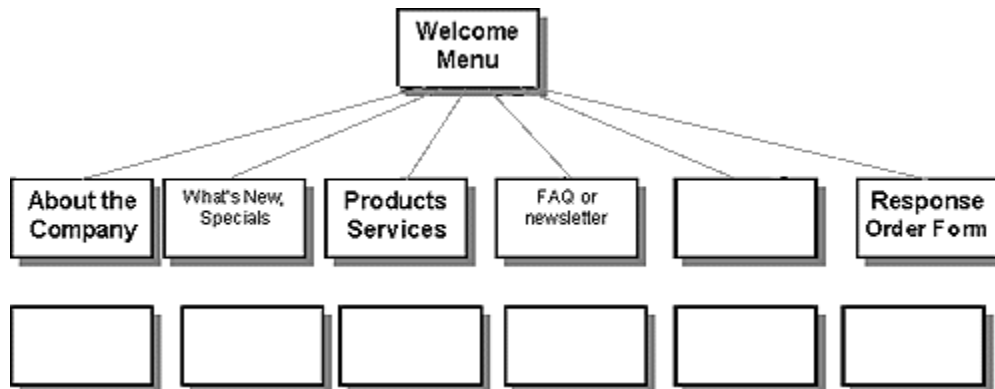 Welcome
Menu
About the
Company
What's New,
Specials
Products
Services
FAQ or
newsletter
Response
Order Form